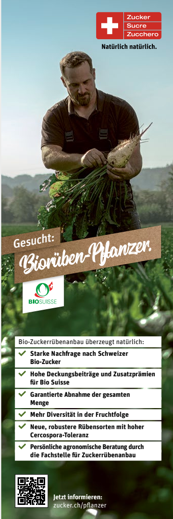 Zucker
Sucre
Zucchero
Natürlich natürlich.
Gesucht:
Biorüben-Pflanzer.
BIOSUISSE
Bio-Zuckerrübenanbau überzeugt natürlich:
Starke Nachfrage nach Schweizer
Bio-Zucker
Hohe Deckungsbeiträge und Zusatzprämien
für Bio Suisse
Garantierte Abnahme der gesamten
Menge
Mehr Diversität in der Fruchtfolge
Neue, robustere Rübensorten mit hoher
Cercospora-Toleranz
Persönliche agronomische Beratung durch
die Fachstelle für Zuckerrübenanbau
Jetzt informieren:
zucker.ch/pflanzer